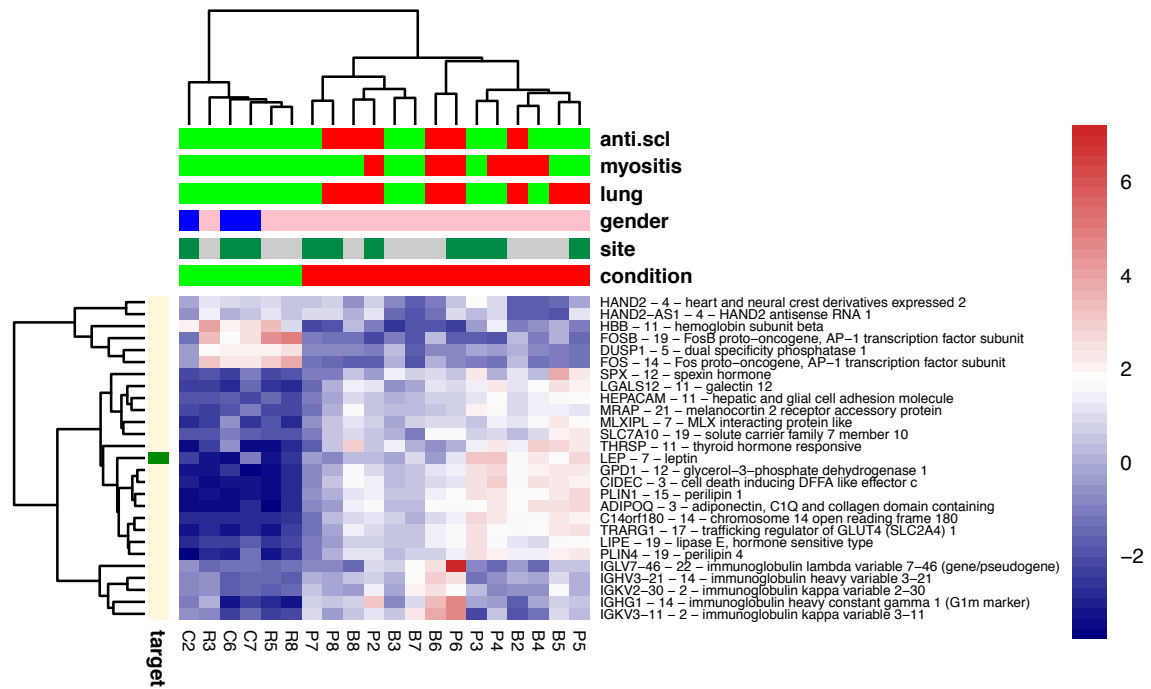 anti.scl
myositis
lung
gender
site
condition
HAND2 − 4 − heart and neural crest derivatives expressed 2
HAND2−AS1 − 4 − HAND2 antisense RNA 1
HBB − 11 − hemoglobin subunit beta
FOSB − 19 − FosB proto−oncogene, AP−1 transcription factor subunit
DUSP1 − 5 − dual specificity phosphatase 1
FOS − 14 − Fos proto−oncogene, AP−1 transcription factor subunit
SPX − 12 − spexin hormone
LGALS12 − 11 − galectin 12
HEPACAM − 11 − hepatic and glial cell adhesion molecule
MRAP − 21 − melanocortin 2 receptor accessory protein
MLXIPL − 7 − MLX interacting protein like
SLC7A10 − 19 − solute carrier family 7 member 10
THRSP − 11 − thyroid hormone responsive
LEP − 7 − leptin
GPD1 − 12 − glycerol−3−phosphate dehydrogenase 1
CIDEC − 3 − cell death inducing DFFA like effector c
PLIN1 − 15 − perilipin 1
ADIPOQ − 3 − adiponectin, C1Q and collagen domain containing
C14orf180 − 14 − chromosome 14 open reading frame 180
TRARG1 − 17 − trafficking regulator of GLUT4 (SLC2A4) 1
LIPE − 19 − lipase E, hormone sensitive type
PLIN4 − 19 − perilipin 4
IGLV7−46 − 22 − immunoglobulin lambda variable 7−46 (gene/pseudogene)
IGHV3−21 − 14 − immunoglobulin heavy variable 3−21
IGKV2−30 − 2 − immunoglobulin kappa variable 2−30
IGHG1 − 14 − immunoglobulin heavy constant gamma 1 (G1m marker)
IGKV3−11 − 2 − immunoglobulin kappa variable 3−11
target
C2 R3 C6 C7 R5 R8 P7 P8 B8 P2 B3 B7 B6 P6 P3 P4 B2 B4 B5 P5
6
4
2
0
−2